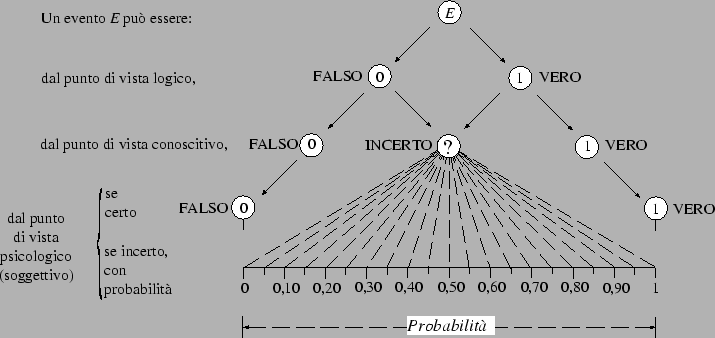 Un evento E può essere:
E
dal punto di vista logico,
FALSO 0
1 VERO
dal punto di vista conoscitivo,
FALSO 0
INCERTO ?
1 VERO
dal punto
di vista
psicologico
(soggettivo)
se
certo
FALSO 0
1 VERO
se incerto,
con
probabilità
0 0,10 0,20 0,30 0,40 0,50 0,60 0,70 0,80 0,90 1
Probabilità